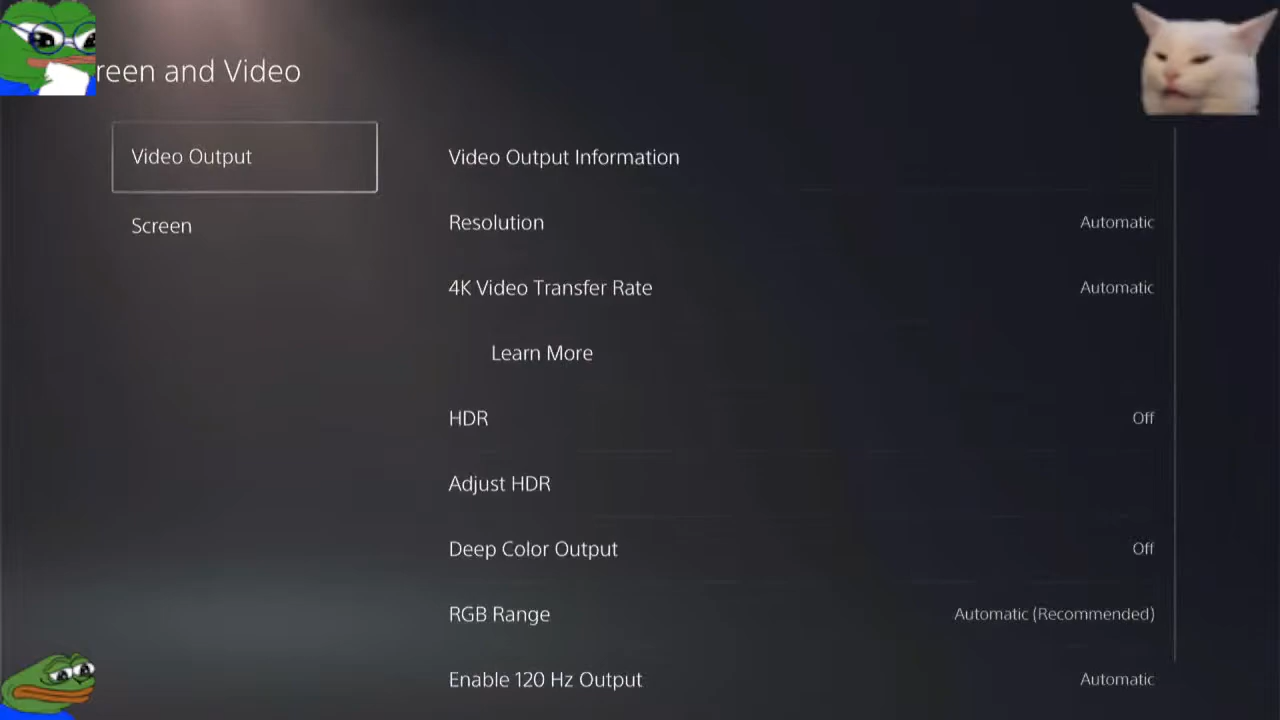 reen and Video
Video Output
Screen
Video Output Information
Resolution Automatic
4K Video Transfer Rate Automatic
Learn More
HDR Off
Adjust HDR
Deep Color Output Off
RGB Range Automatic (Recommended)
Enable 120 Hz Output Automatic